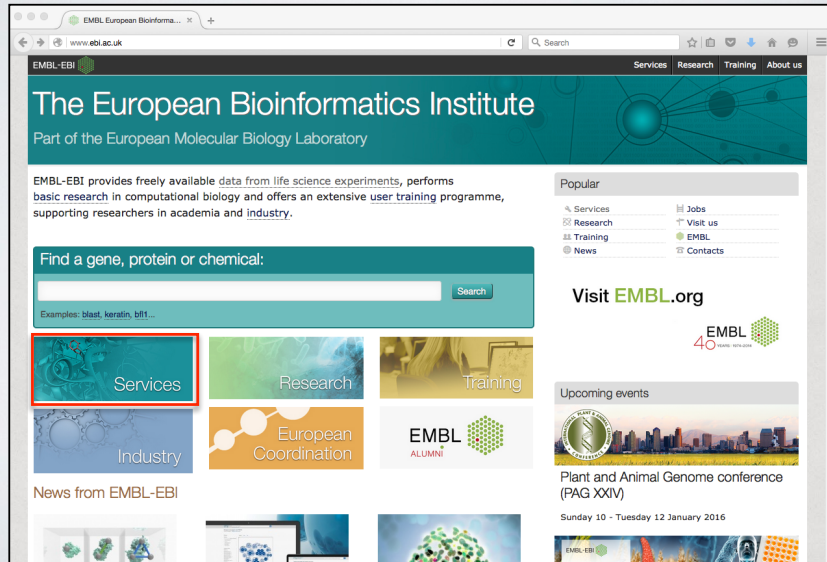 EMBL European Bioinforma...
www.ebi.ac.uk
Search
EMBL-EBI
Services Research Training About us
The European Bioinformatics Institute
Part of the European Molecular Biology Laboratory
EMBL-EBI provides freely available data from life science experiments, performs
basic research in computational biology and offers an extensive user training programme,
supporting researchers in academia and industry.
Find a gene, protein or chemical:
Search
Examples: blast, keratin, bfl1...
Services
Research
Training
Industry
European
Coordination
EMBL
ALUMNI
News from EMBL-EBI
Popular
Services Jobs
Research Visit us
Training EMBL
News Contacts
Visit EMBL.org
EMBL
40 YEARS 1974-2014
Upcoming events
Plant and Animal Genome conference
(PAG XXIV)
Sunday 10 - Tuesday 12 January 2016
EMBL-EBI